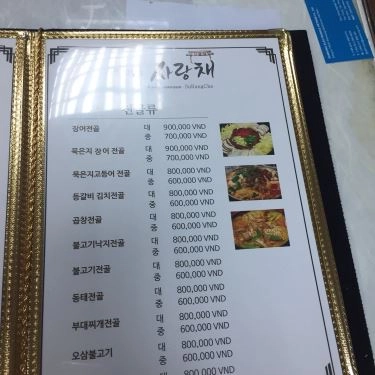 사랑채
SaRangChe
전골류
장어전골 대 900,000 VND
중 700,000 VND
묵은지 장어 전골 대 900,000 VND
중 700,000 VND
묵은지고등어 전골 대 800,000 VND
중 600,000 VND
등갈비 김치전골 대 800,000 VND
중 600,000 VND
곱창전골 대 800,000 VND
중 600,000 VND
불고기낙지전골 대 800,000 VND
중 600,000 VND
불고기전골 대 800,000 VND
중 600,000 VND
동태전골 대 800,000 VND
중 600,000 VND
부대찌개전골 대 800,000 VND
중 600,000 VND
오삼불고기 대 800,000 VND
중 600,000 VND
대 800,000 VND